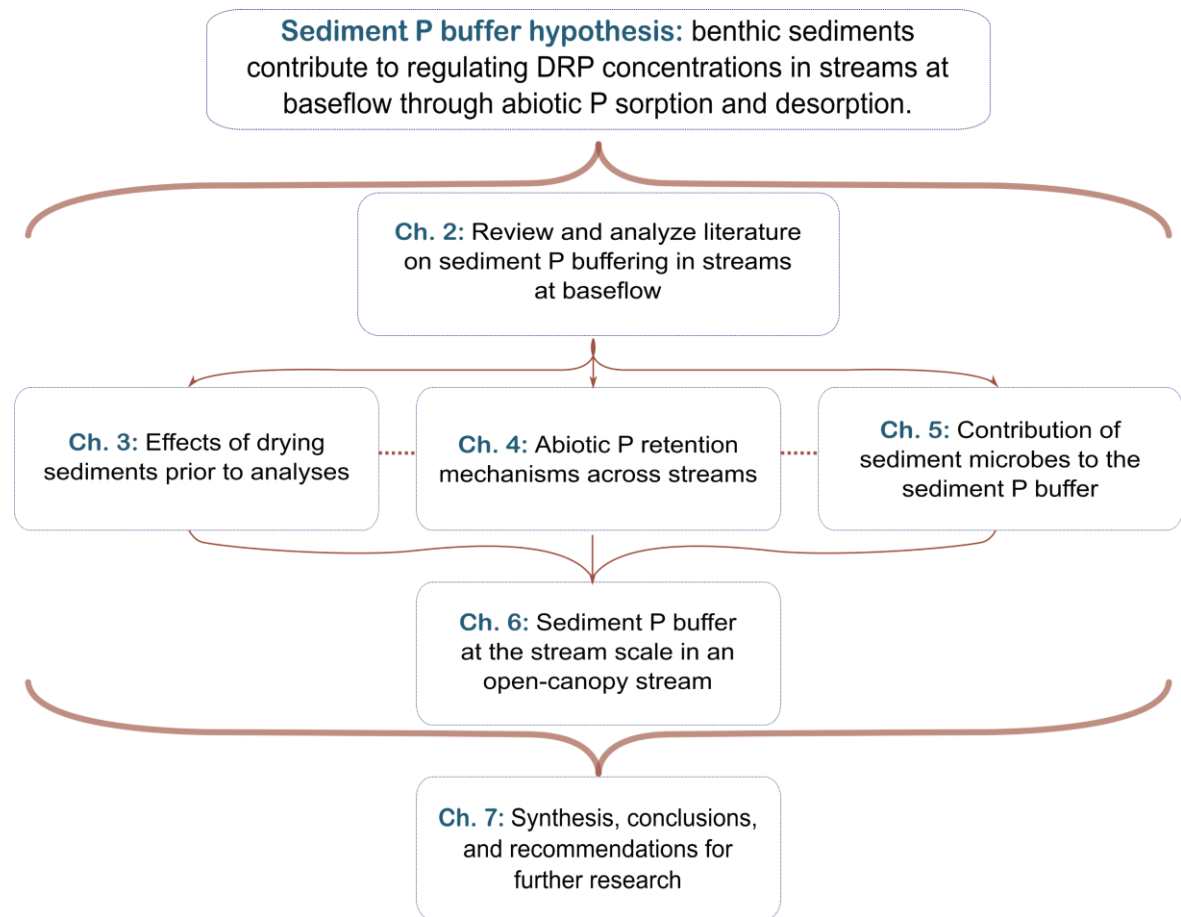 Sediment P buffer hypothesis: benthic sediments
contribute to regulating DRP concentrations in streams at
baseflow through abiotic P sorption and desorption.
Ch. 2: Review and analyze literature
on sediment P buffering in streams
at baseflow
Ch. 3: Effects of drying
sediments prior to analyses
Ch. 4: Abiotic P retention
mechanisms across streams
Ch. 5: Contribution of
sediment microbes to the
sediment P buffer
Ch. 6: Sediment P buffer
at the stream scale in an
open-canopy stream
Ch. 7: Synthesis, conclusions,
and recommendations for
further research